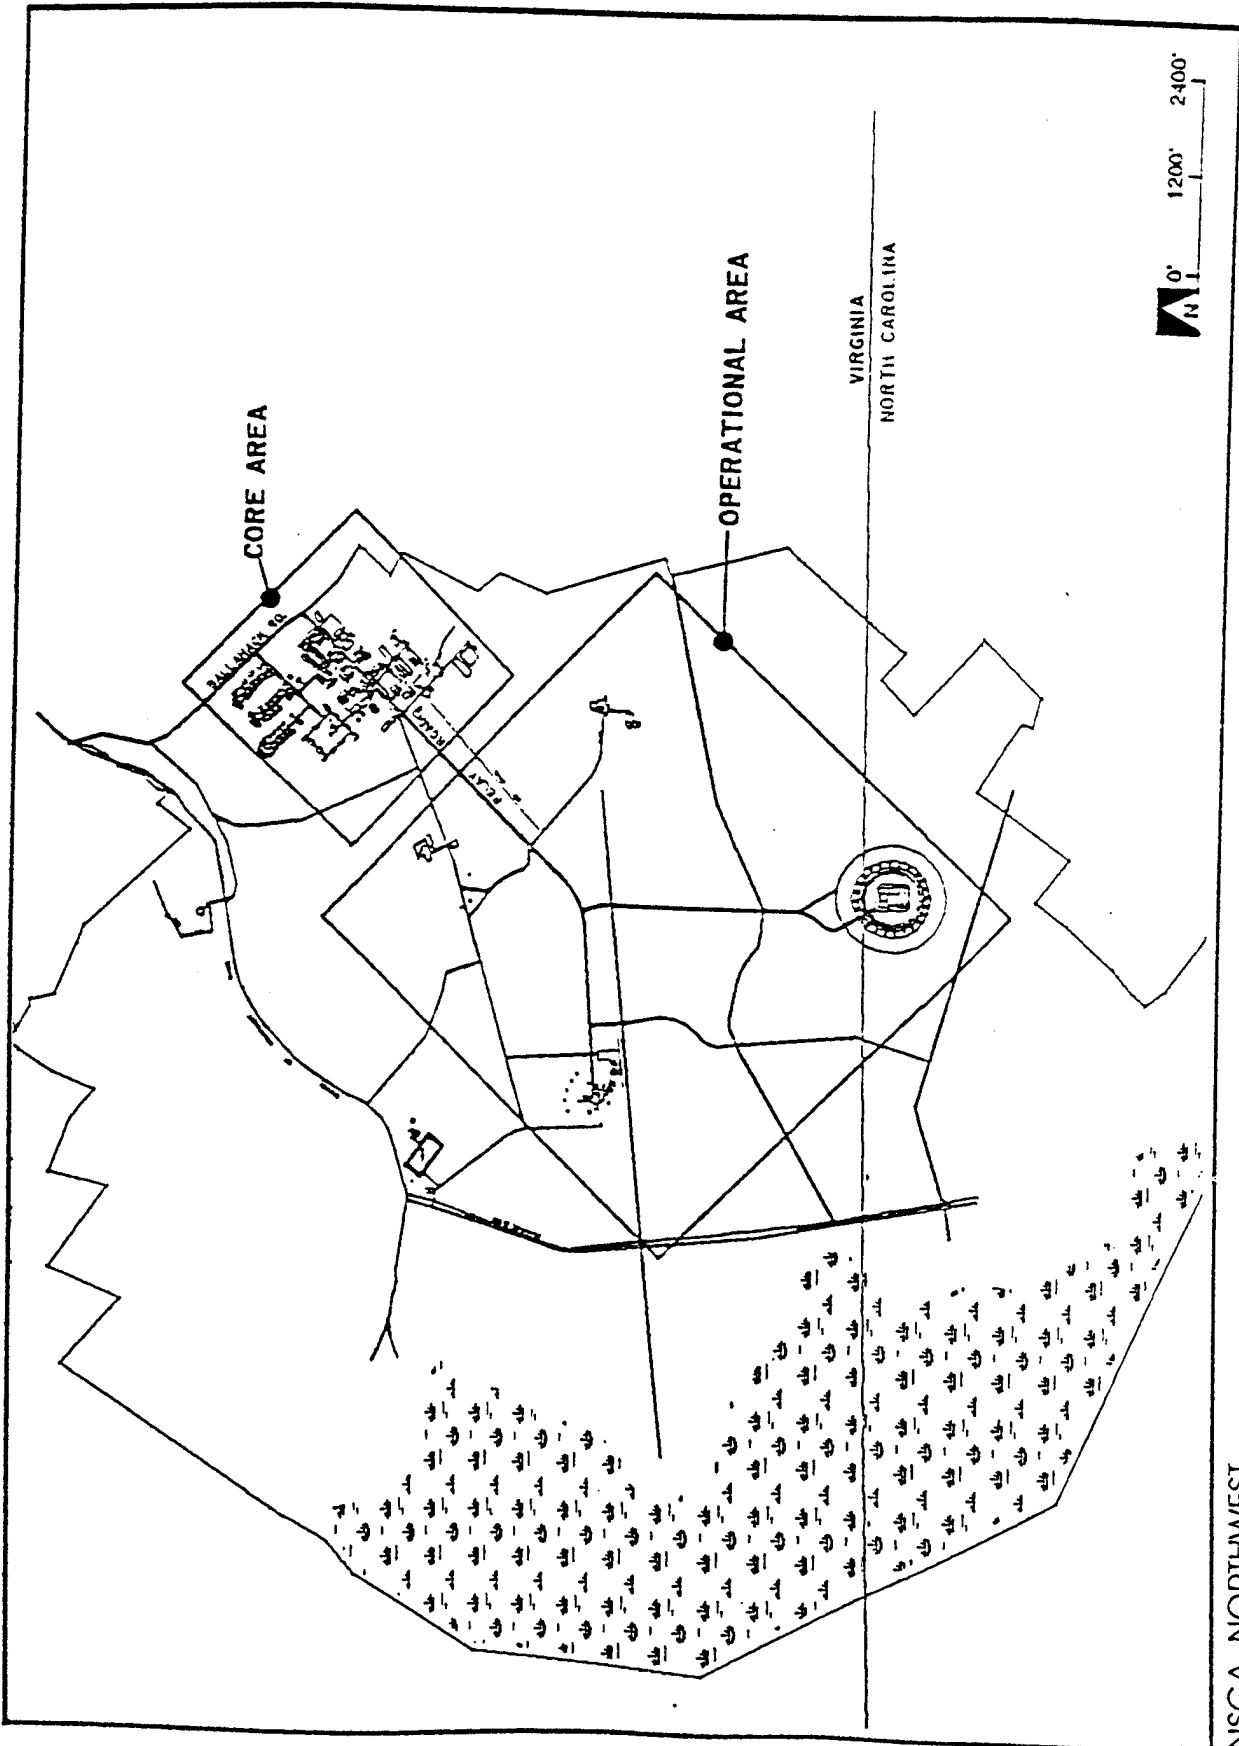 BALLAHACK RD.
CORE AREA
RELAY ROAD
OPERATIONAL AREA
VIRGINIA
NORTH CAROLINA
N
0' 1200' 2400'
NSGA NORTHWEST